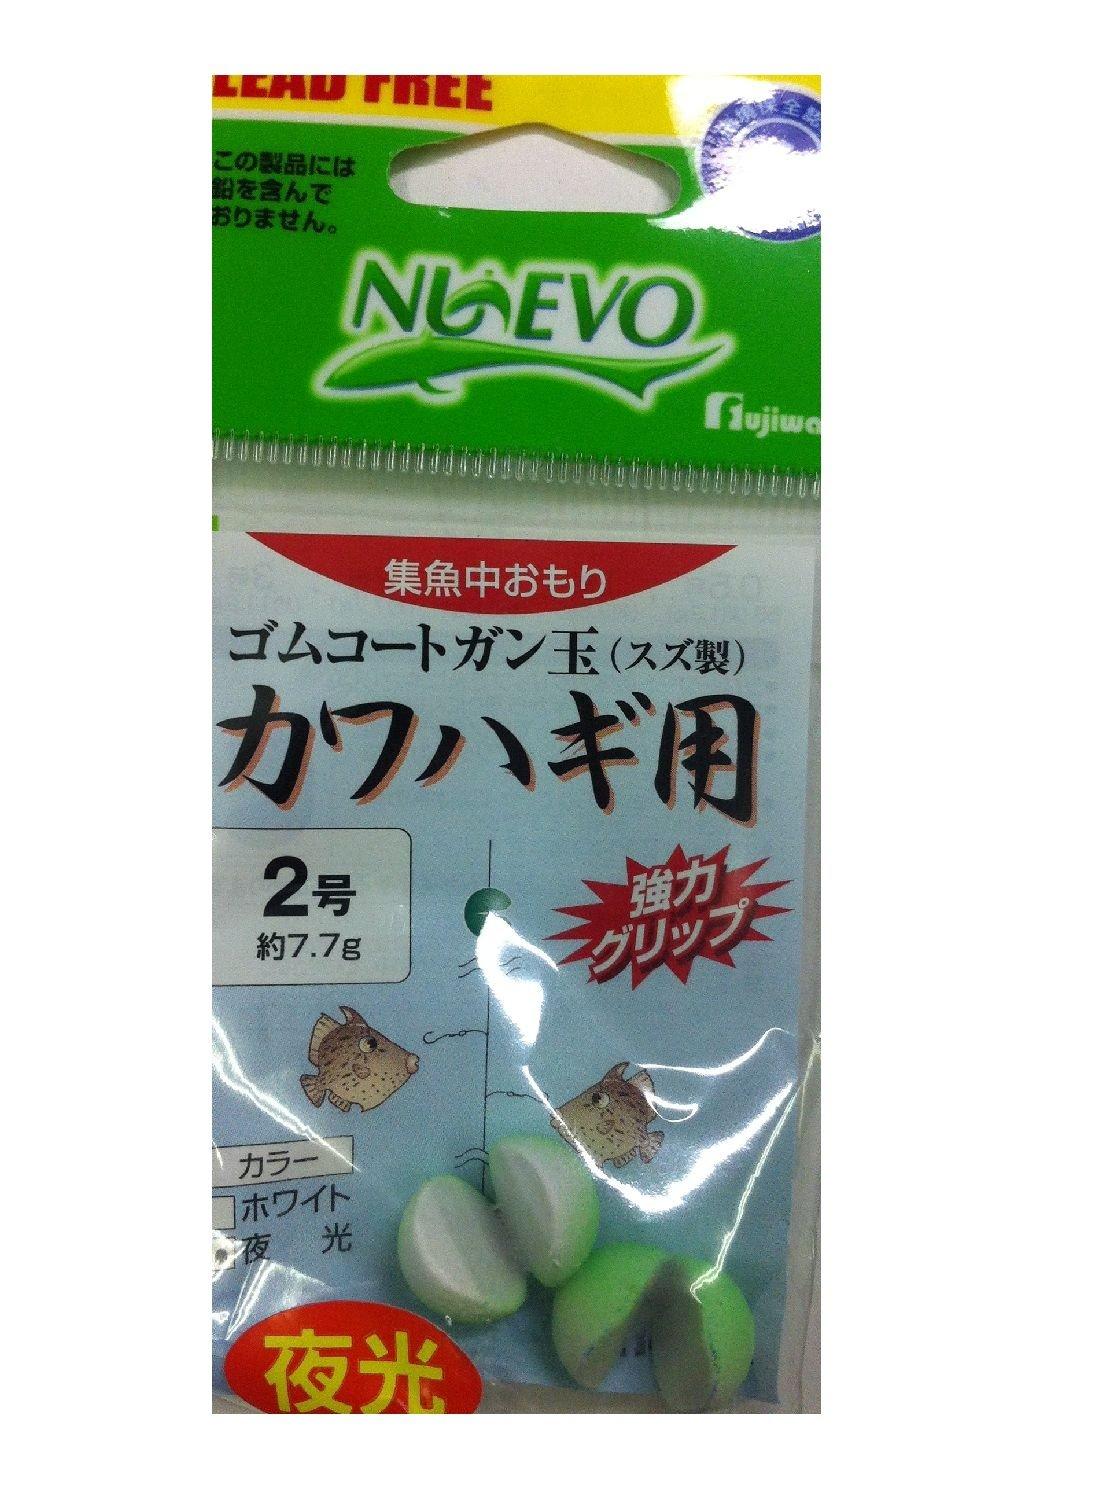 LEAD FREE
この製品には
鉛を含んで
おりません。
NUEVO
集魚中おもり
ゴムコートガン玉(スズ製)
カワハギ用
2号
約7.7g
強力
グリップ
カラー
ホワイト
夜 光
夜光